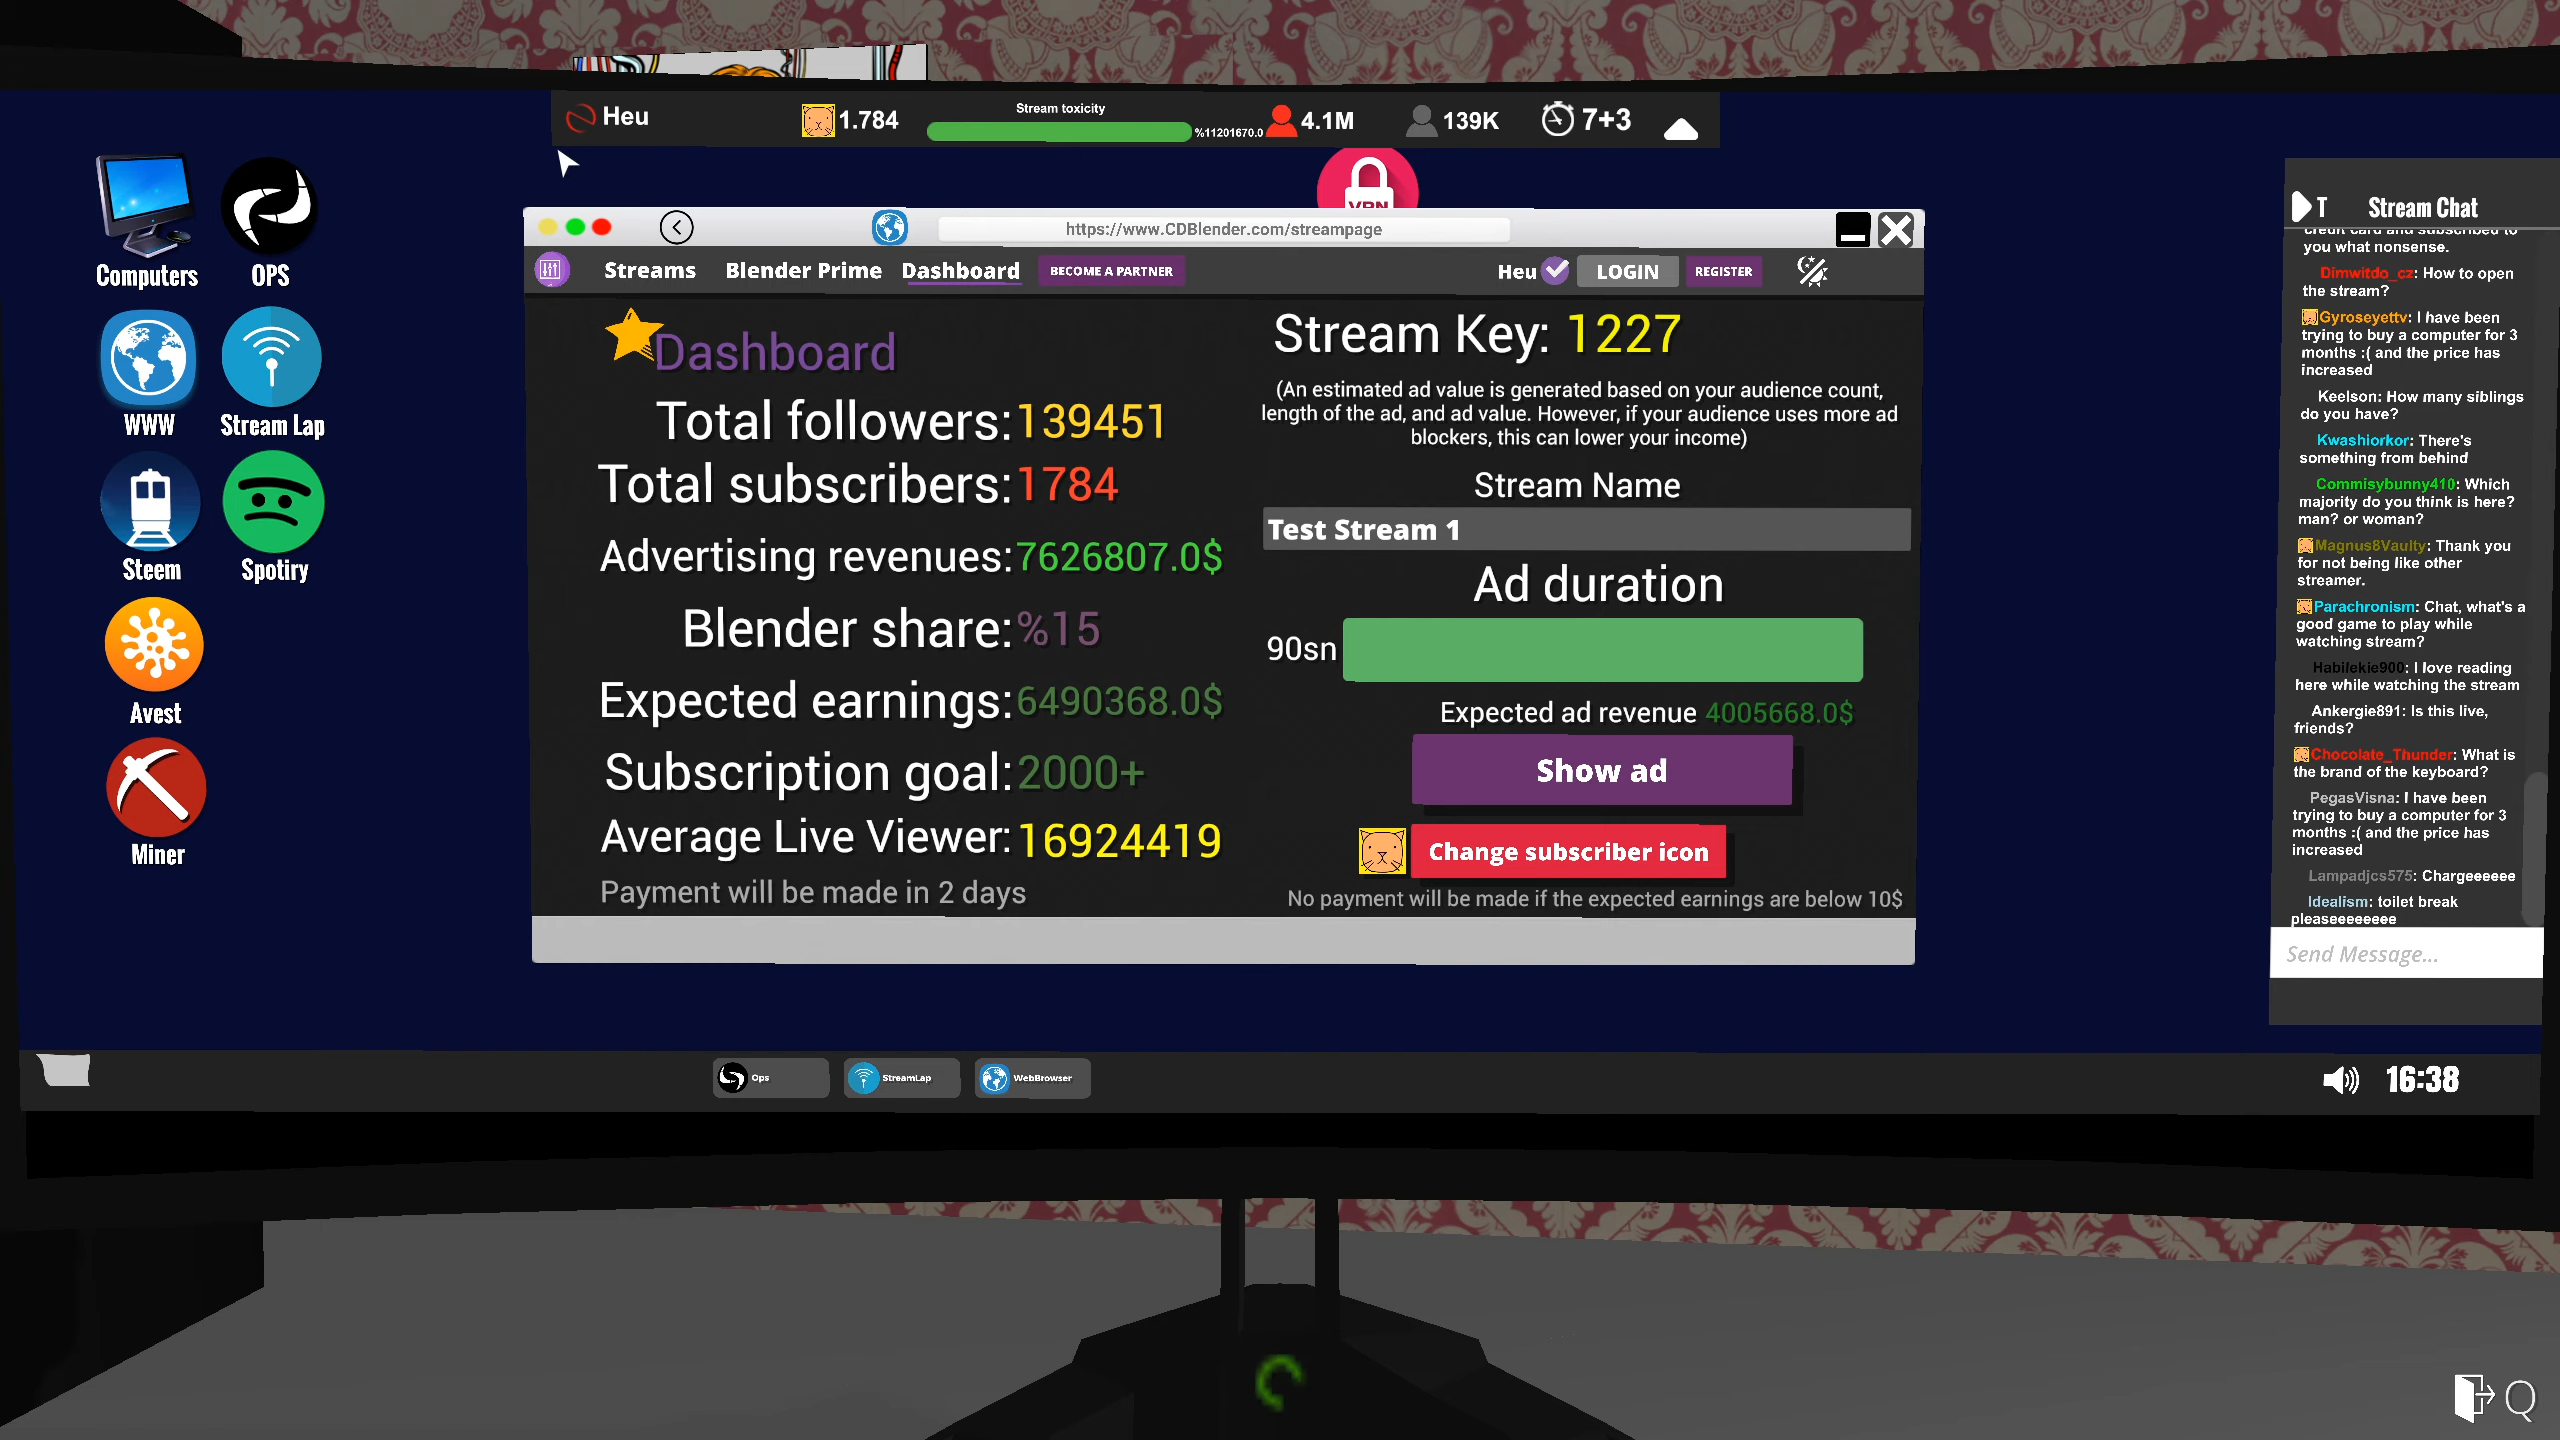 Heu
1.784
Stream toxicity
%11201670.0
4.1M
139K
7+3
VPN
Computers
OPS
WWW
Stream Lap
Steem
Spotiry
Avest
Miner
https://www.CDBlender.com/streampage
Streams
Blender Prime
Dashboard
BECOME A PARTNER
Heu
LOGIN
REGISTER
Dashboard
Total followers:139451
Total subscribers:1784
Advertising revenues:7626807.0$
Blender share:%15
Expected earnings:6490368.0$
Subscription goal:2000+
Average Live Viewer:16924419
Payment will be made in 2 days
Stream Key: 1227
(An estimated ad value is generated based on your audience count,
length of the ad, and ad value. However, if your audience uses more ad
blockers, this can lower your income)
Stream Name
Test Stream 1
Ad duration
90sn
Expected ad revenue 4005668.0$
Show ad
Change subscriber icon
No payment will be made if the expected earnings are below 10$
T
Stream Chat
credit card and subscribed to
you what nonsense.
Dimwitdo_cz: How to open
the stream?
Gyroseyettv: I have been
trying to buy a computer for 3
months :( and the price has
increased
Keelson: How many siblings
do you have?
Kwashiorkor: There's
something from behind
Commisybunny410: Which
majority do you think is here?
man? or woman?
Magnus8Vaulty: Thank you
for not being like other
streamer.
Parachronism: Chat, what's a
good game to play while
watching stream?
Habilekie900: I love reading
here while watching the stream
Ankergie891: Is this live,
friends?
Chocolate_Thunder: What is
the brand of the keyboard?
PegasVisna: I have been
trying to buy a computer for 3
months :( and the price has
increased
Lampadjcs575: Chargeeeeee
Idealism: toilet break
pleaseeeeeeee
Send Message...
Ops
StreamLap
WebBrowser
16:38
Q